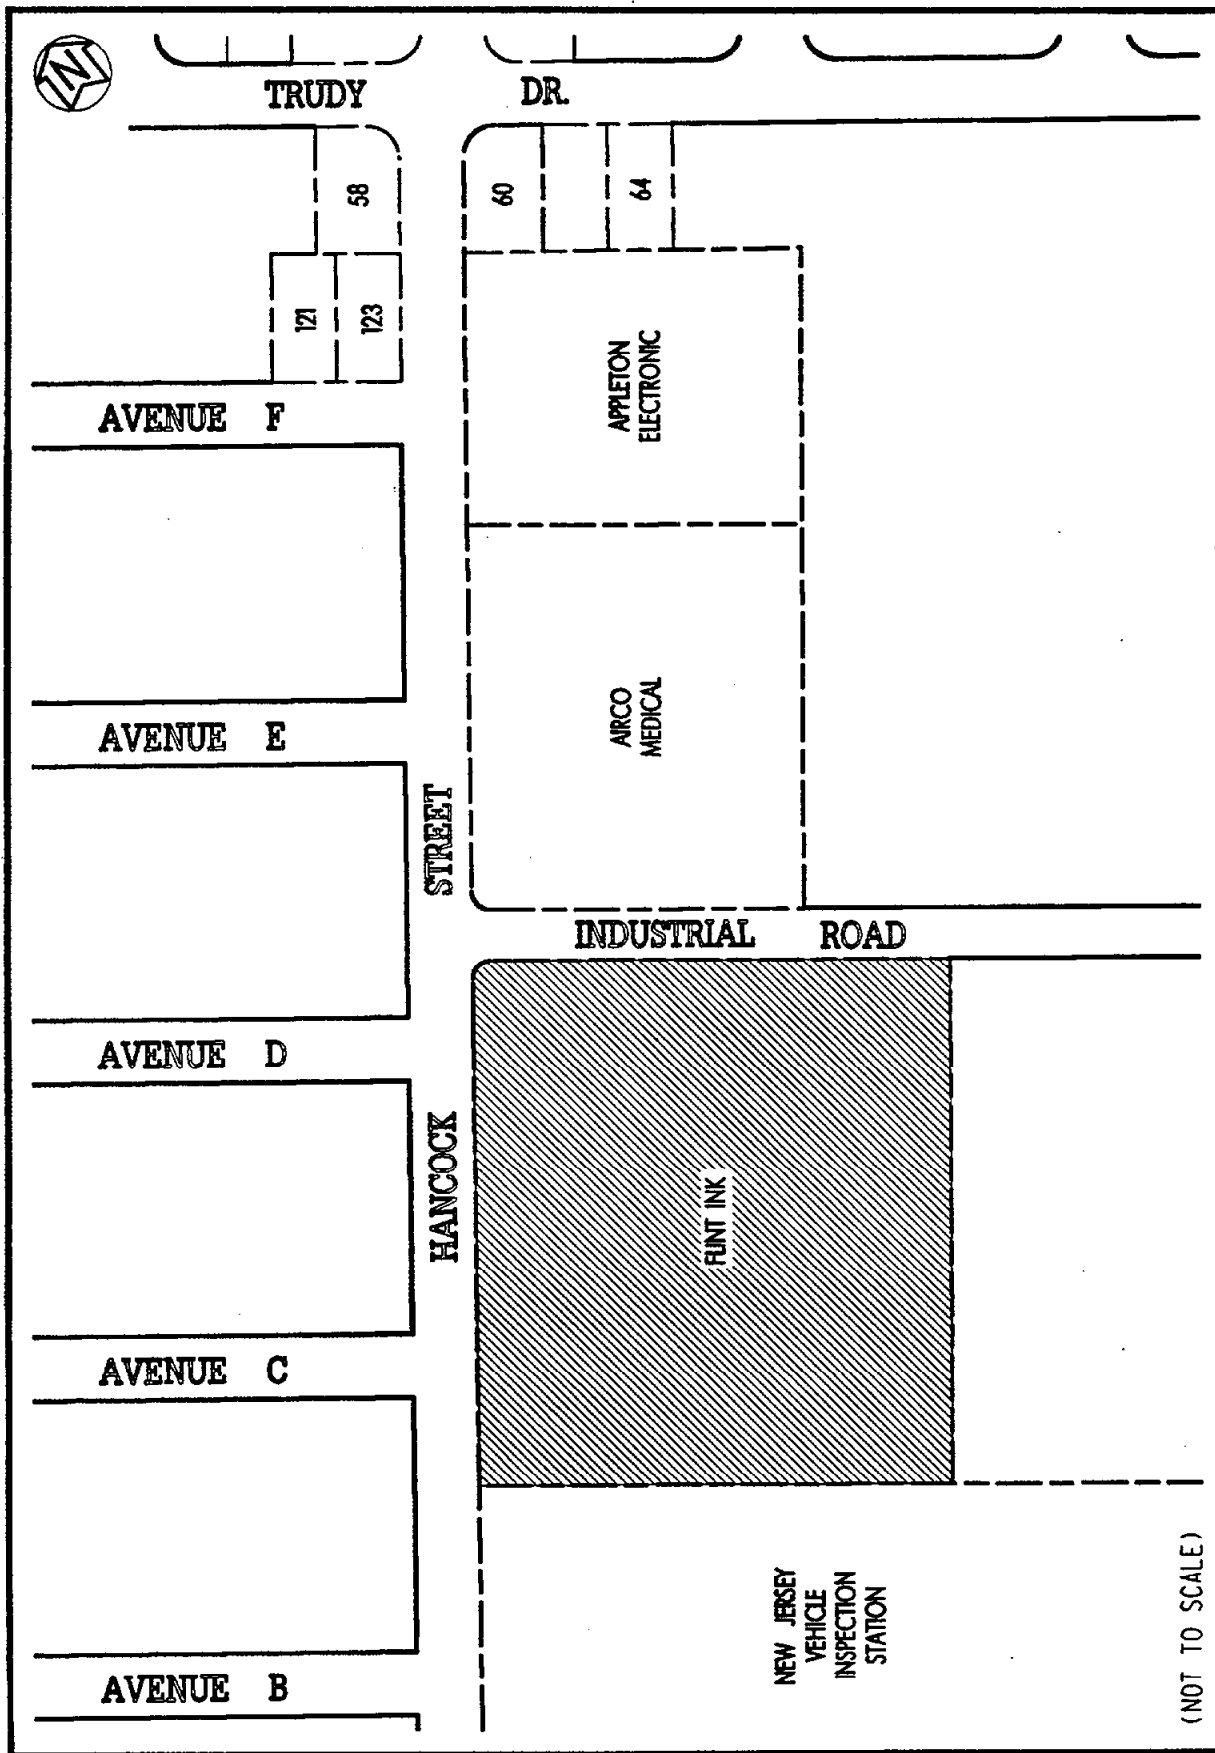 N
TRUDY DR.
58
60
64
121
123
APPLETON
ELECTRONIC
AVENUE F
AIRCO
MEDICAL
AVENUE E
STREET
INDUSTRIAL ROAD
AVENUE D
HANCOCK
FLINT INK
AVENUE C
NEW JERSEY
VEHICLE
INSPECTION
STATION
AVENUE B
(NOT TO SCALE)